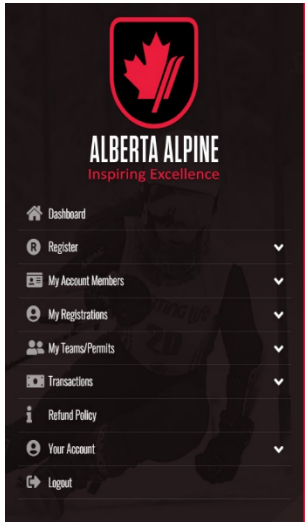 ALBERTA ALPINE
Inspiring Excellence
Dashboard
R Register
My Account Members
My Registrations
My Teams/Permits
Transactions
Refund Policy
Your Account
Logout